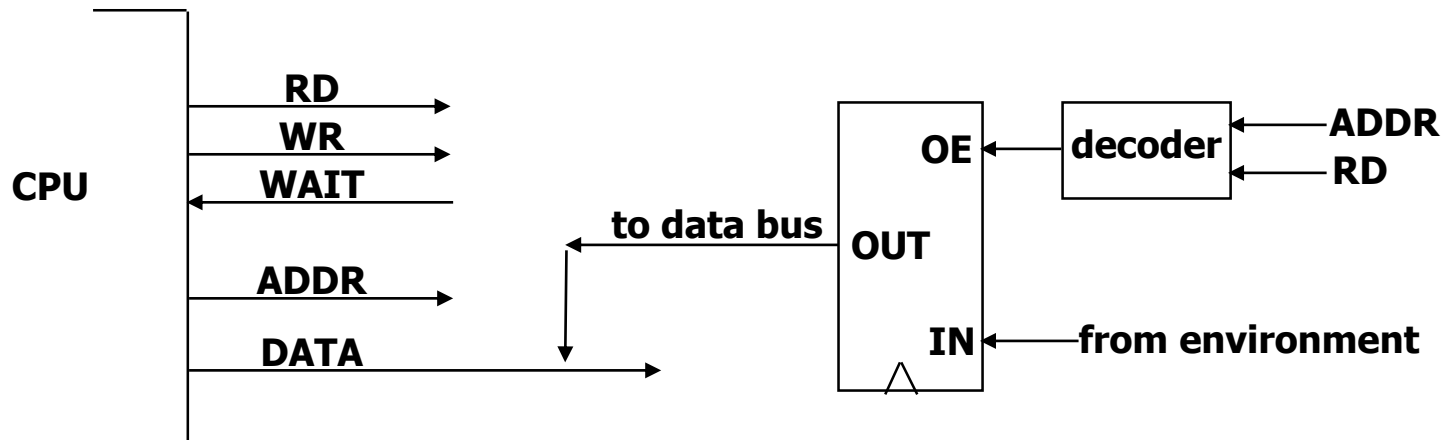 RD
WR
WAIT
CPU
ADDR
DATA
to data bus
OE
OUT
IN
decoder
ADDR
RD
from environment